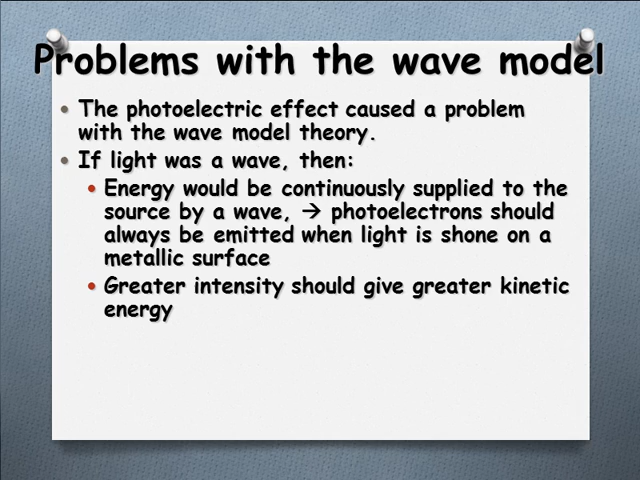 Problems with the wave model
• The photoelectric effect caused a problem
with the wave model theory.
• If light was a wave, then:
• Energy would be continuously supplied to the
source by a wave, → photoelectrons should
always be emitted when light is shone on a
metallic surface
• Greater intensity should give greater kinetic
energy